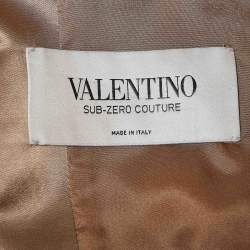 VALENTINO
SUB-ZERO COUTURE
MADE IN ITALY